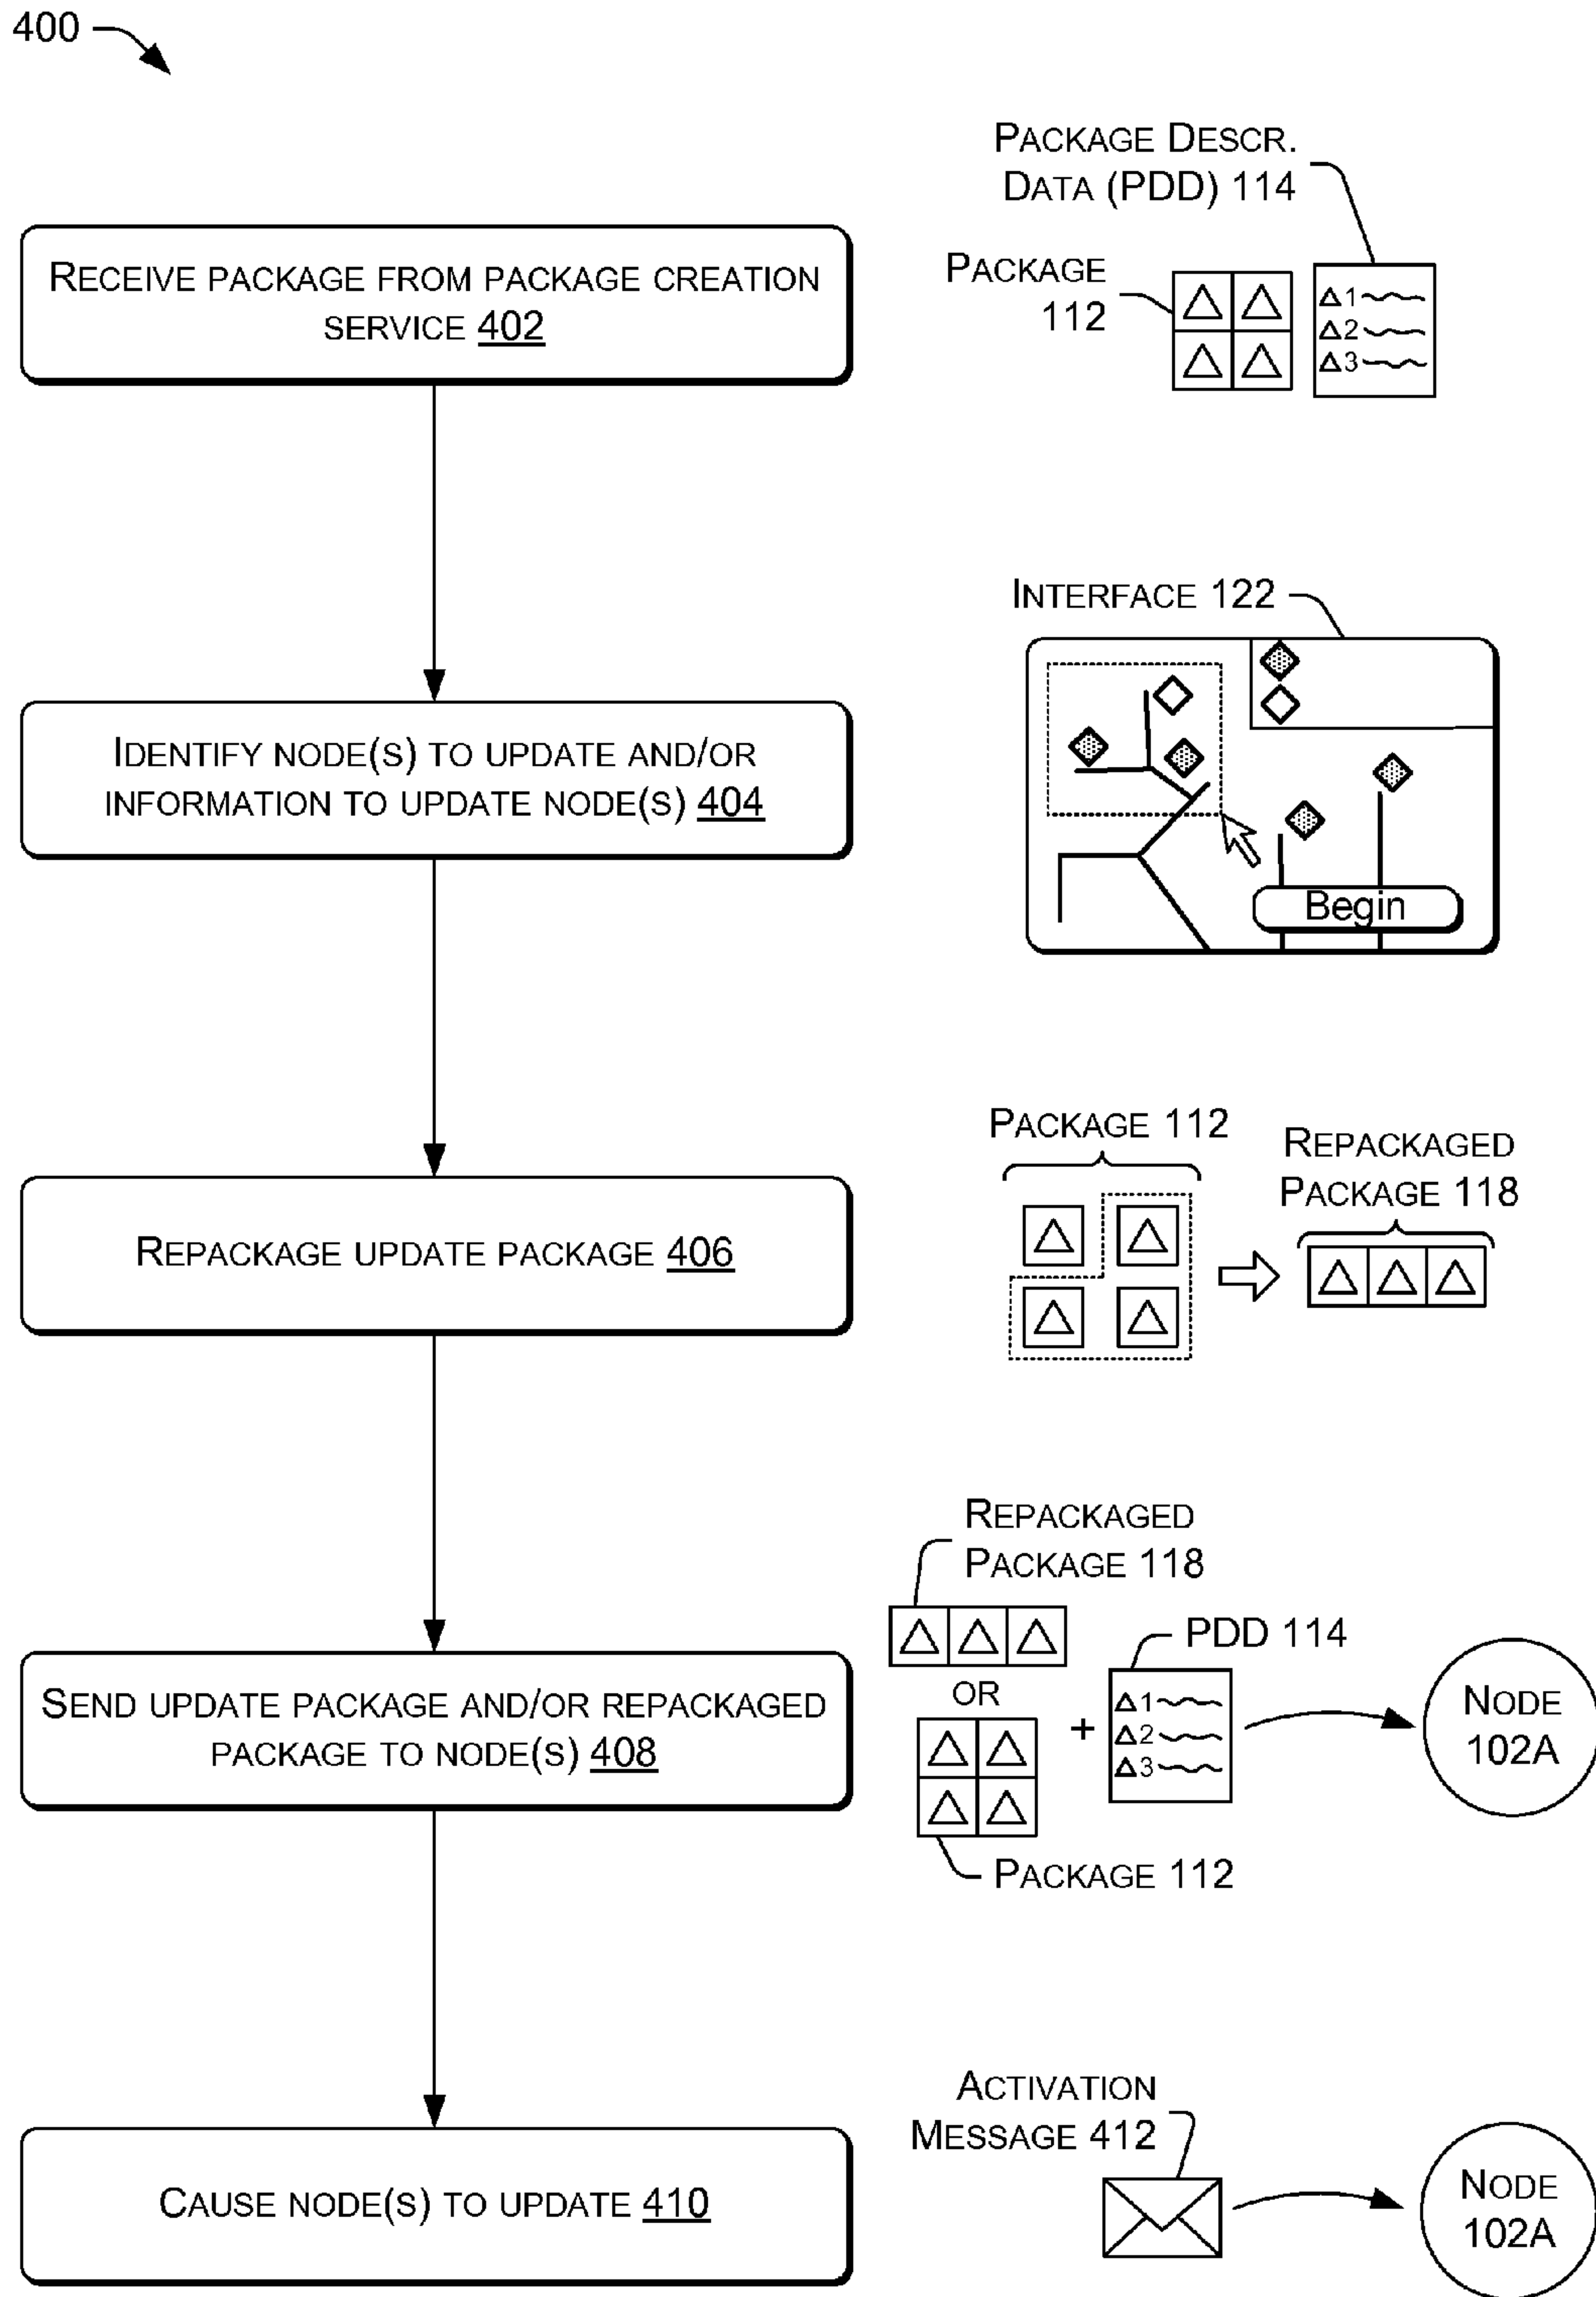 400
PACKAGE DESCR.
DATA (PDD) 114
PACKAGE
112
Δ1
Δ2
Δ3
RECEIVE PACKAGE FROM PACKAGE CREATION
SERVICE 402
INTERFACE 122
Begin
IDENTIFY NODE(S) TO UPDATE AND/OR
INFORMATION TO UPDATE NODE(S) 404
PACKAGE 112
REPACKAGED
PACKAGE 118
REPACKAGE UPDATE PACKAGE 406
REPACKAGED
PACKAGE 118
PDD 114
OR
+
Δ1
Δ2
Δ3
PACKAGE 112
NODE
102A
SEND UPDATE PACKAGE AND/OR REPACKAGED
PACKAGE TO NODE(S) 408
ACTIVATION
MESSAGE 412
NODE
102A
CAUSE NODE(S) TO UPDATE 410